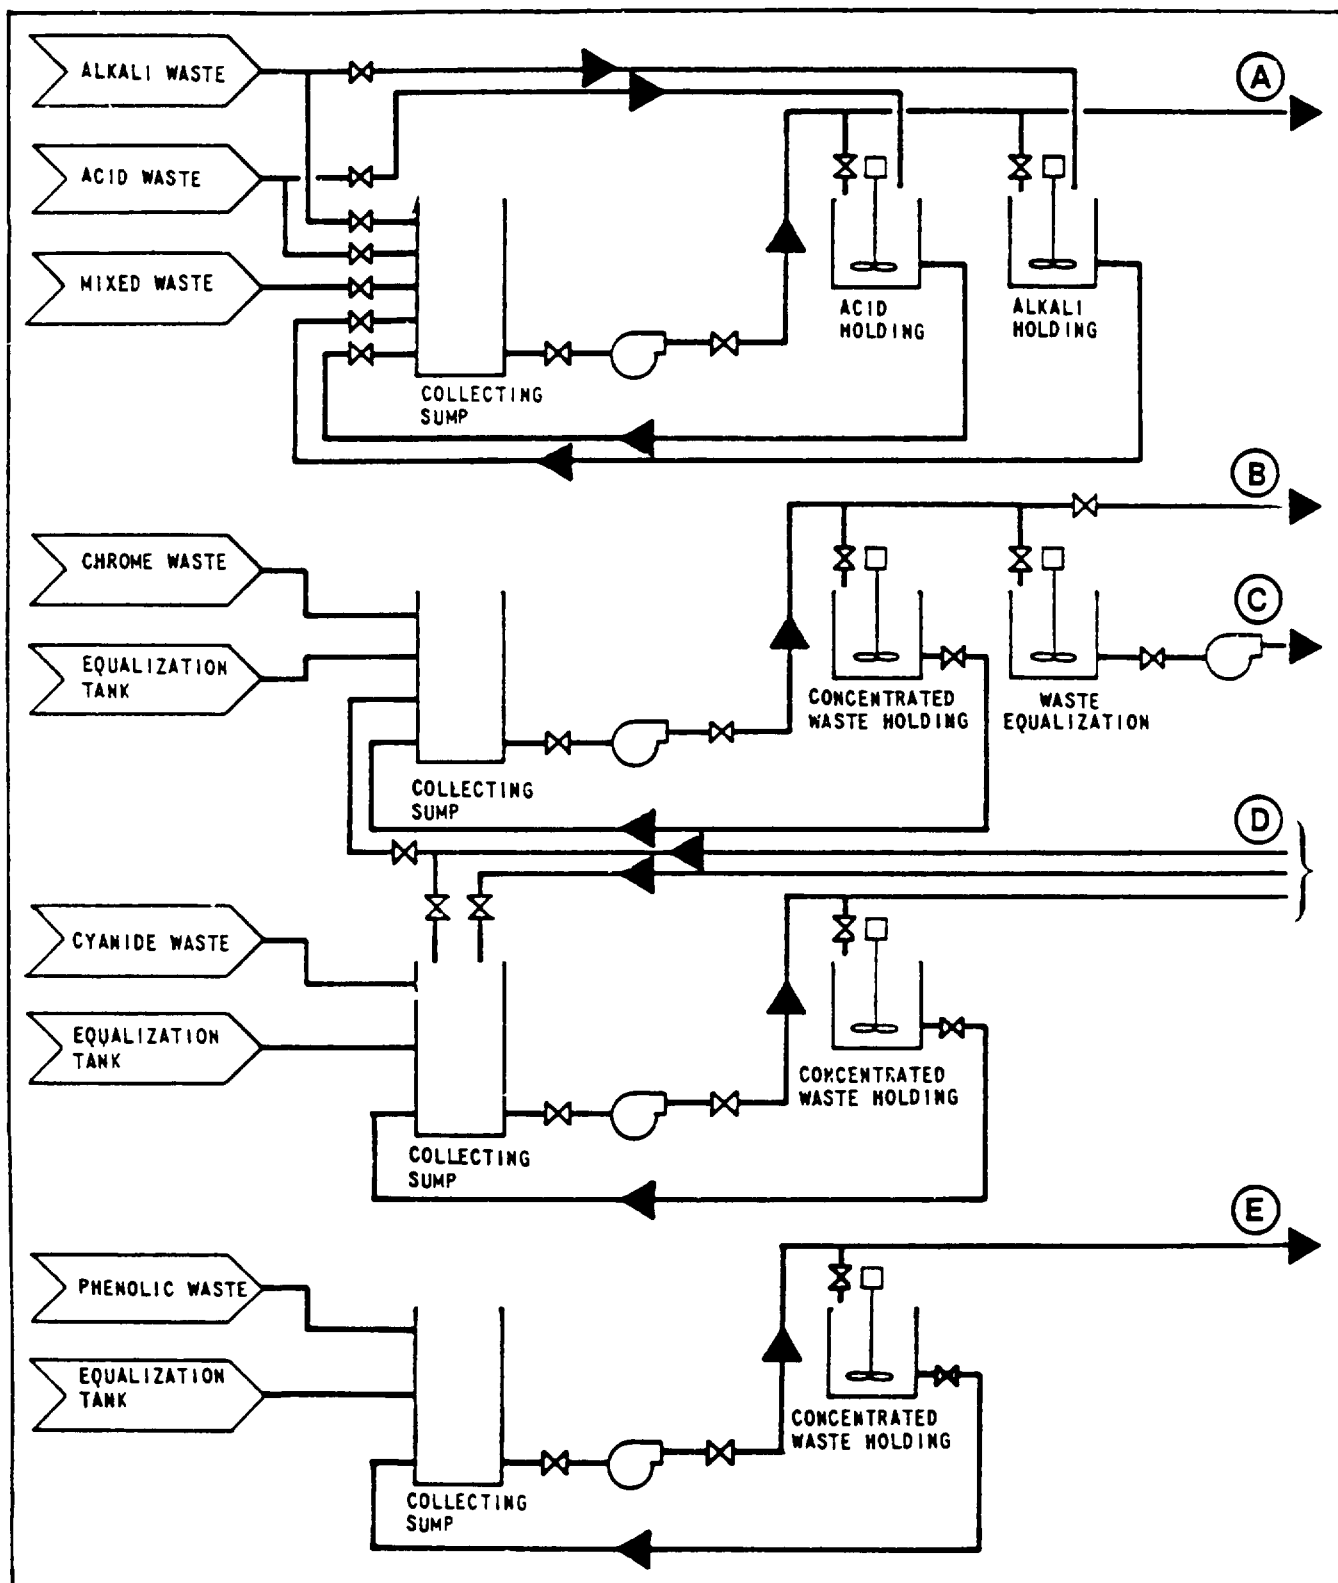 ALKALI WASTE
A
ACID WASTE
MIXED WASTE
ACID
HOLDING
ALKALI
HOLDING
COLLECTING
SUMP
B
CHROME WASTE
C
EQUALIZATION
TANK
CONCENTRATED
WASTE HOLDING
WASTE
EQUALIZATION
COLLECTING
SUMP
D
CYANIDE WASTE
EQUALIZATION
TANK
CONCENTRATED
WASTE HOLDING
COLLECTING
SUMP
E
PHENOLIC WASTE
EQUALIZATION
TANK
CONCENTRATED
WASTE HOLDING
COLLECTING
SUMP